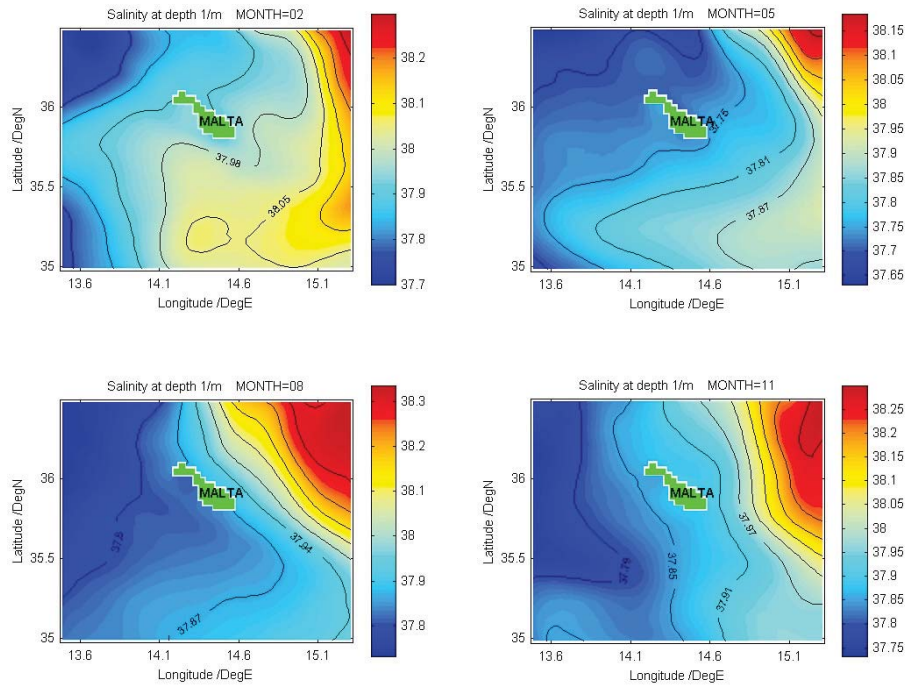 Salinity at depth 1/m MONTH=02
Latitude /DegN
36
35.5
35
MALTA
37.98
38.05
13.6 14.1 14.6 15.1
Longitude /DegE
38.2
38.1
38
37.9
37.8
37.7
Salinity at depth 1/m MONTH=05
Latitude /DegN
36
35.5
35
MALTA
37.75
37.81
37.87
13.6 14.1 14.6 15.1
Longitude /DegE
38.15
38.1
38.05
38
37.95
37.9
37.85
37.8
37.75
37.7
37.65
Salinity at depth 1/m MONTH=08
Latitude /DegN
36
35.5
35
MALTA
37.94
37.8
37.87
13.6 14.1 14.6 15.1
Longitude /DegE
38.3
38.2
38.1
38
37.9
37.8
Salinity at depth 1/m MONTH=11
Latitude /DegN
36
35.5
35
MALTA
37.97
37.79
37.85
37.91
13.6 14.1 14.6 15.1
Longitude /DegE
38.25
38.2
38.15
38.1
38.05
38
37.95
37.9
37.85
37.8
37.75